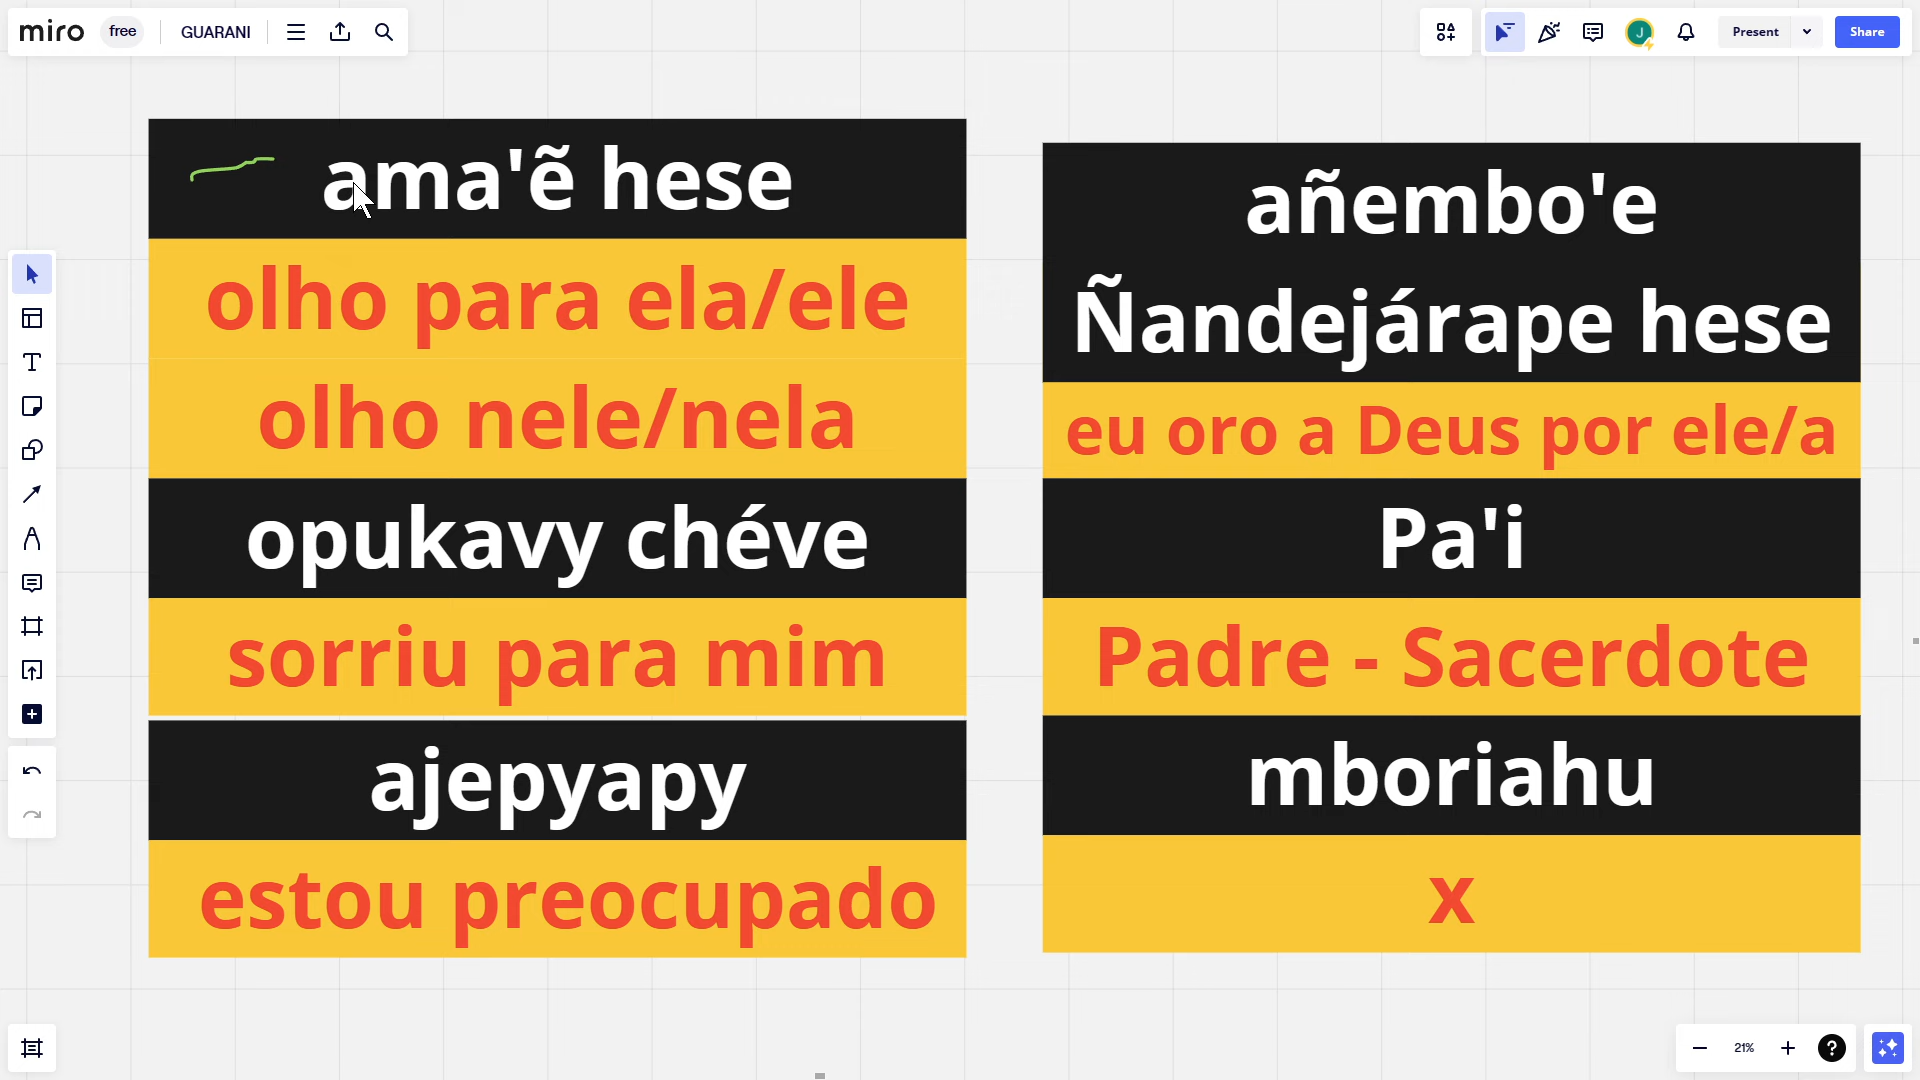 miro free GUARANI
Present
Share
ama'ẽ hese
olho para ela/ele
olho nele/nela
opukavy chéve
sorriu para mim
ajepyapy
estou preocupado
añembo'e
Ñandejárape hese
eu oro a Deus por ele/a
Pa'i
Padre - Sacerdote
mboriahu
x
21%